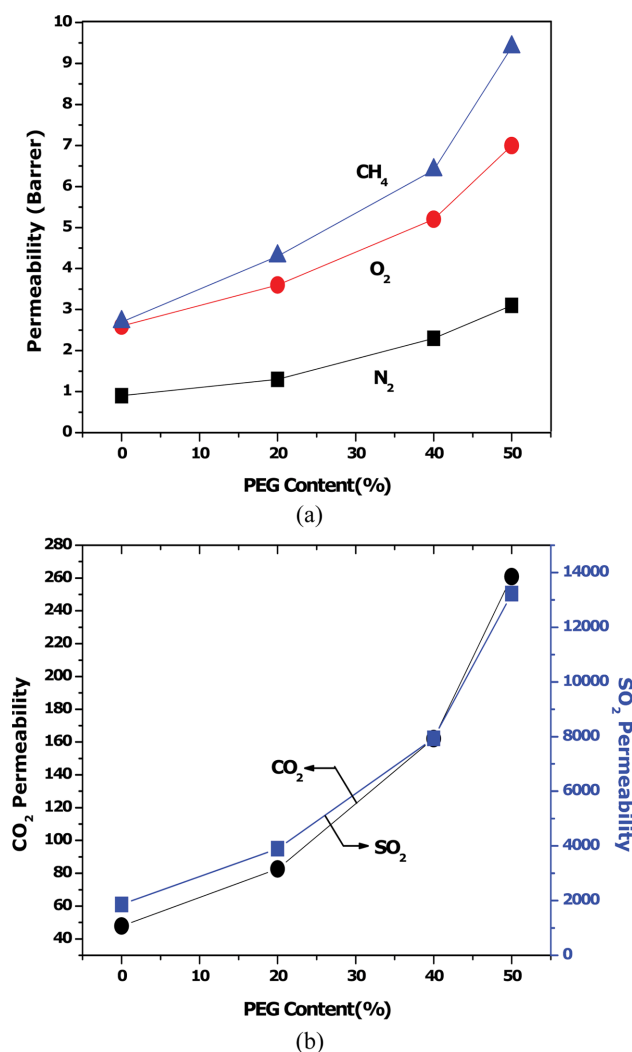 10
9
8
7
6
5
4
3
2
1
0
Permeability (Barrer)
CH₄
O₂
N₂
0 10 20 30 40 50
PEG Content(%)
(a)
280
260
240
220
200
180
160
140
120
100
80
60
40
CO₂ Permeability
CO₂
SO₂
14000
12000
10000
8000
6000
4000
2000
0
SO₂ Permeability
0 10 20 30 40 50
PEG Content(%)
(b)